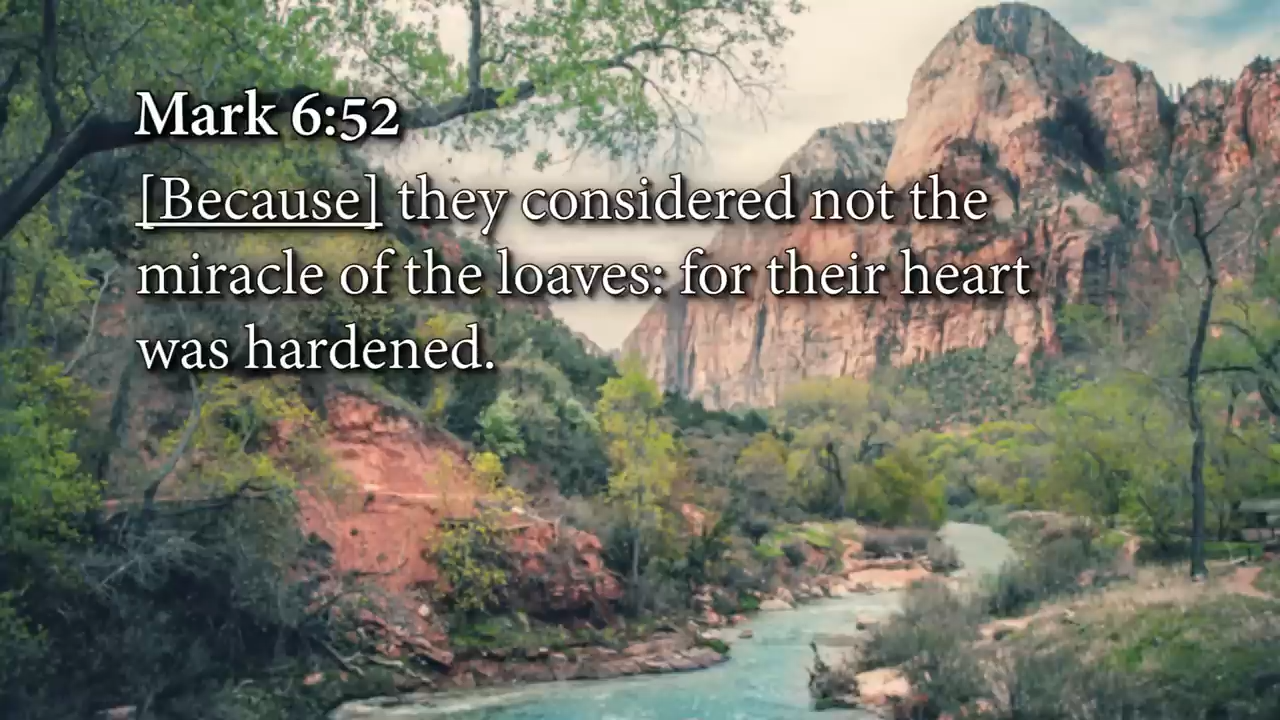 Mark 6:52
[Because] they considered not the
miracle of the loaves: for their heart
was hardened.